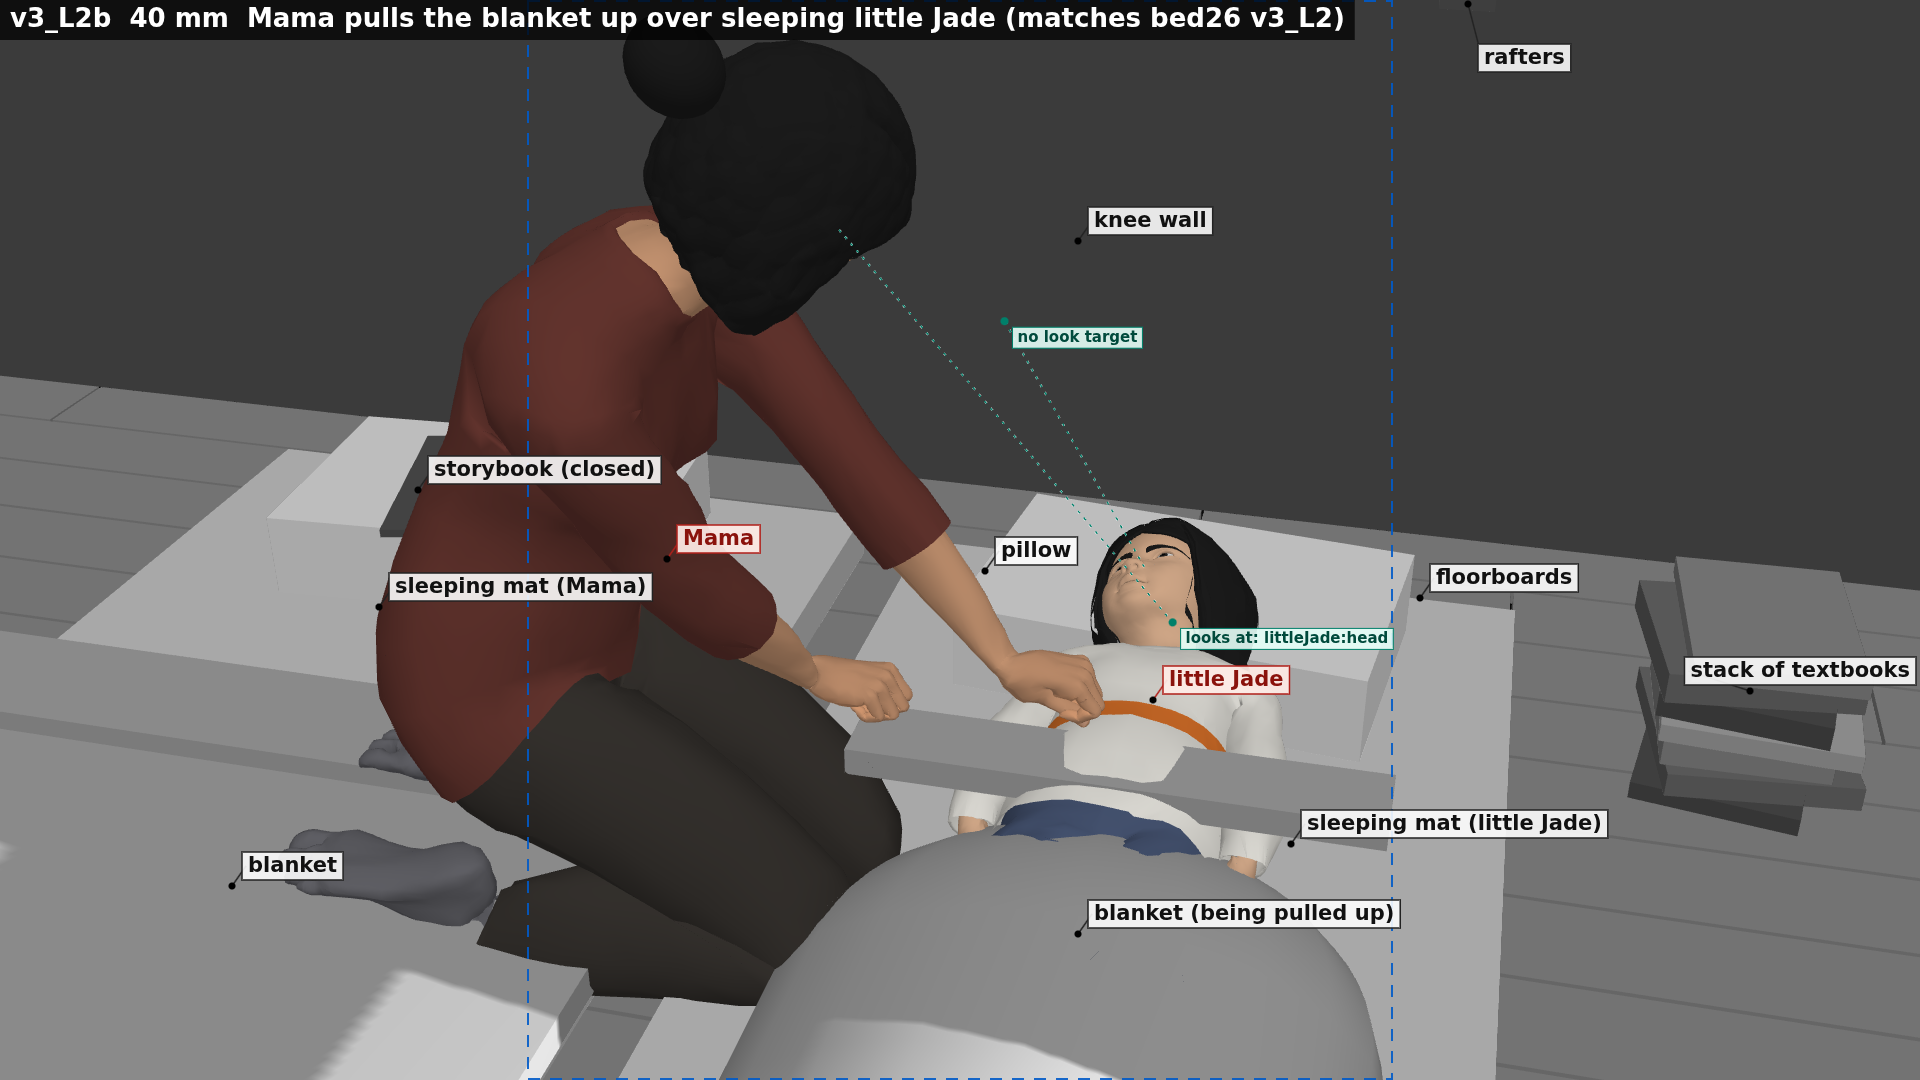 v3_L2b 40 mm Mama pulls the blanket up over sleeping little Jade (matches bed26 v3_L2)
rafters
knee wall
no look target
storybook (closed)
Mama
pillow
sleeping mat (Mama)
floorboards
looks at: littleJade:head
little Jade
stack of textbooks
sleeping mat (little Jade)
blanket
blanket (being pulled up)